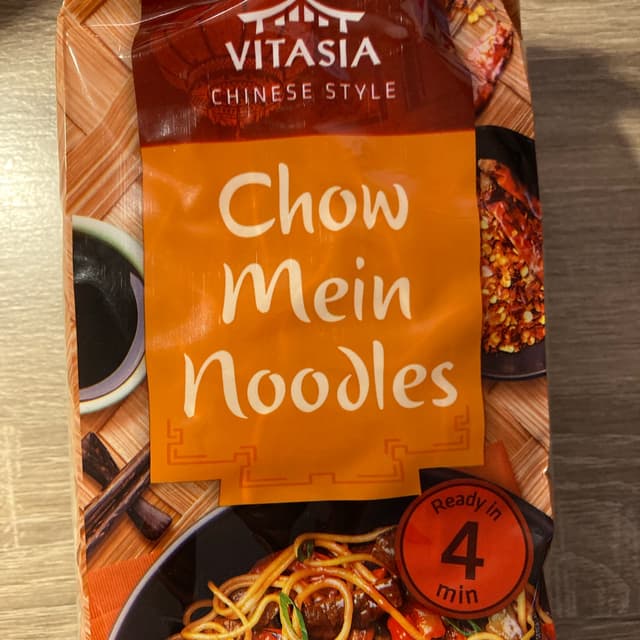 VITASIA
CHINESE STYLE
Chow
Mein
Noodles
Ready in
4
min